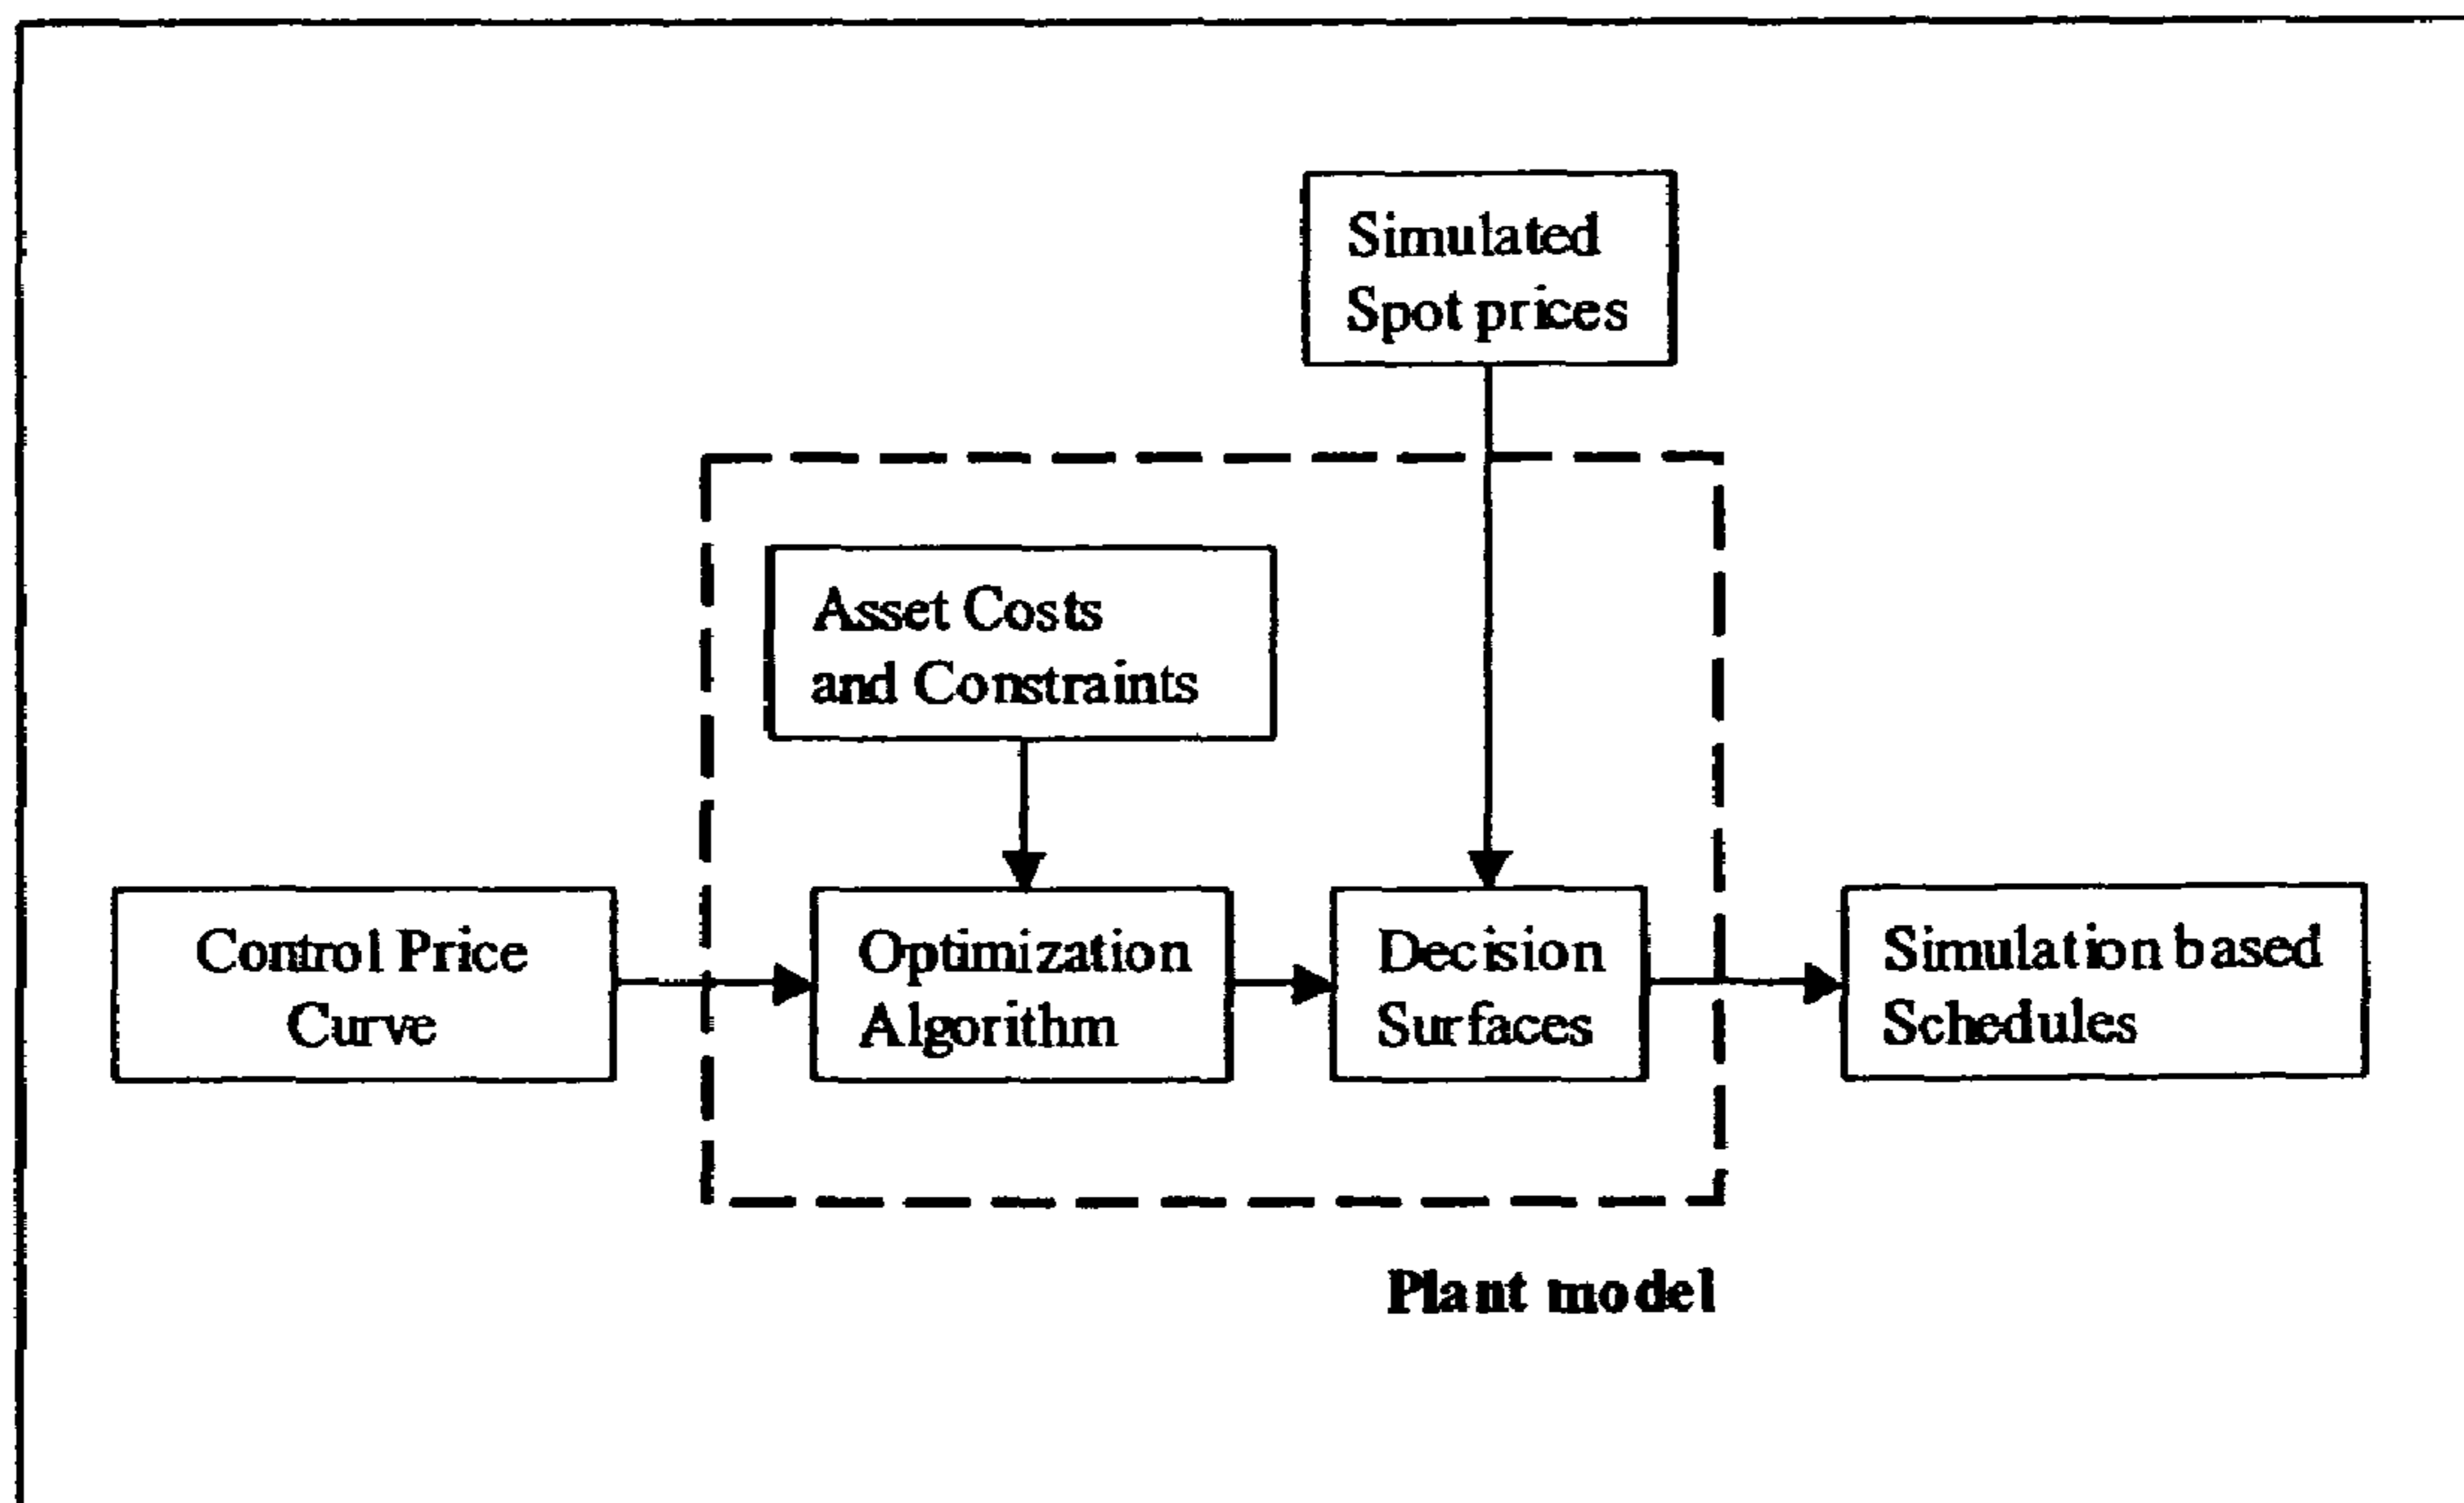 Simulated
Spot prices
Asset Costs
and Constraints
Control Price
Curve
Optimization
Algorithm
Decision
Surfaces
Simulation based
Schedules
Plant model